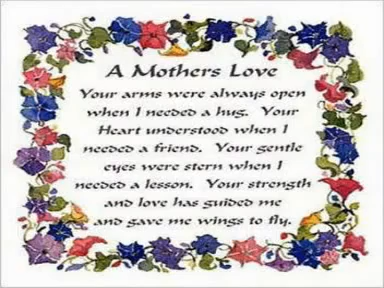 A Mothers Love
Your arms were always open
when I needed a hug. Your
Heart understood when I
needed a friend. Your gentle
eyes were stern when I
needed a lesson. Your strength
and love has guided me
and gave me wings to fly.